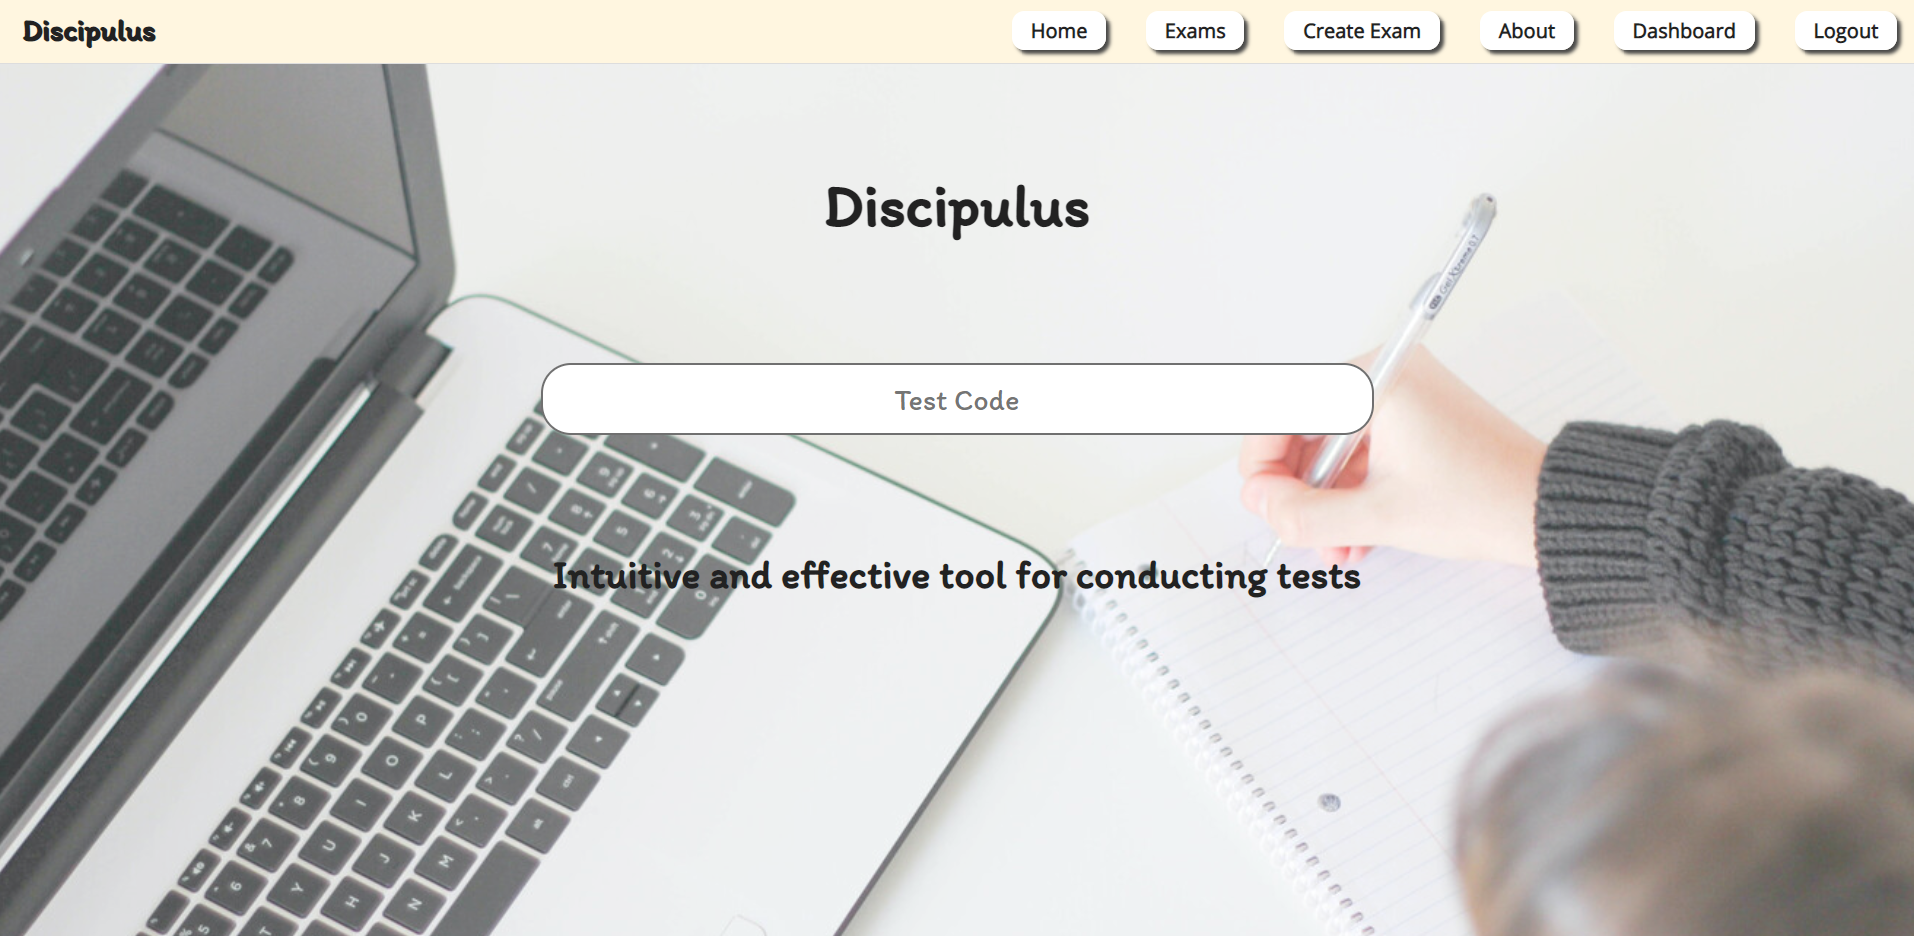 Discipulus
Home
Exams
Create Exam
About
Dashboard
Logout
Discipulus
Test Code
Intuitive and effective tool for conducting tests